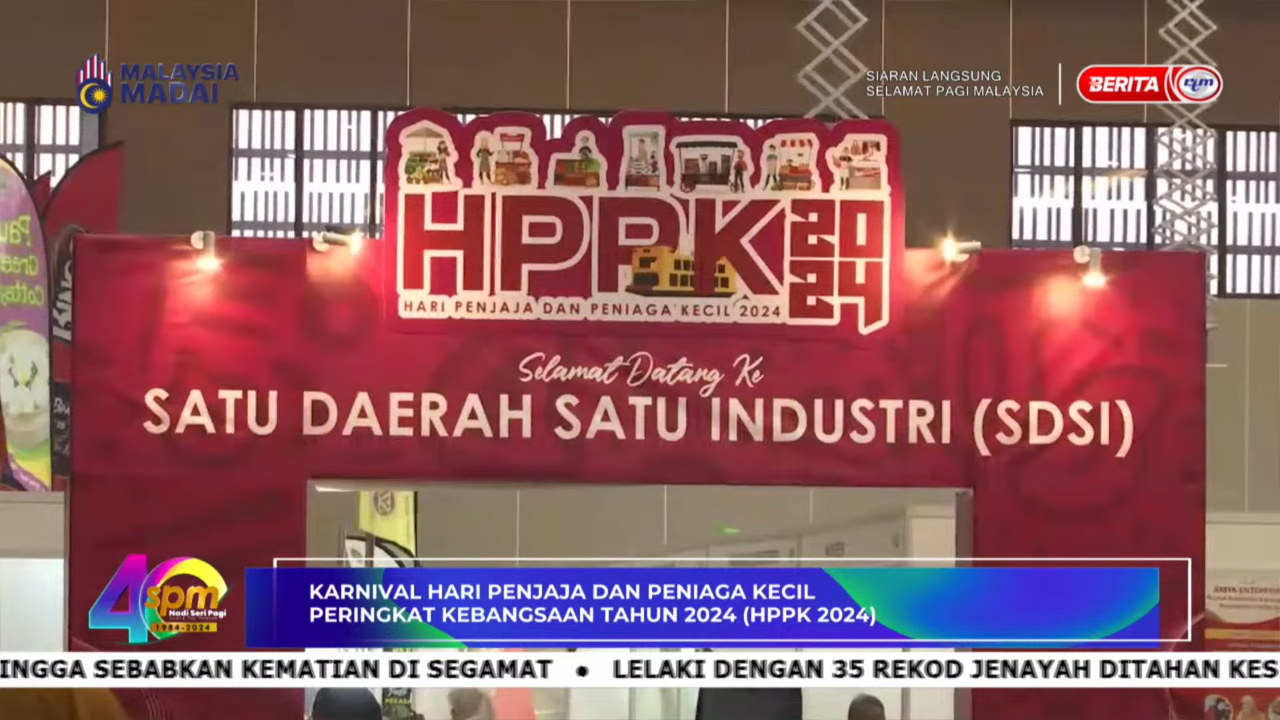 MALAYSIA
MADANI
SIARAN LANGSUNG
SELAMAT PAGI MALAYSIA
BERITA rtm
HPPK 2024
HARI PENJAJA DAN PENIAGA KECIL 2024
Selamat Datang Ke
SATU DAERAH SATU INDUSTRI (SDSI)
KING
40 spm
Nadi Seri Pagi
1984-2024
KARNIVAL HARI PENJAJA DAN PENIAGA KECIL
PERINGKAT KEBANGSAAN TAHUN 2024 (HPPK 2024)
INGGA SEBABKAN KEMATIAN DI SEGAMAT • LELAKI DENGAN 35 REKOD JENAYAH DITAHAN KES